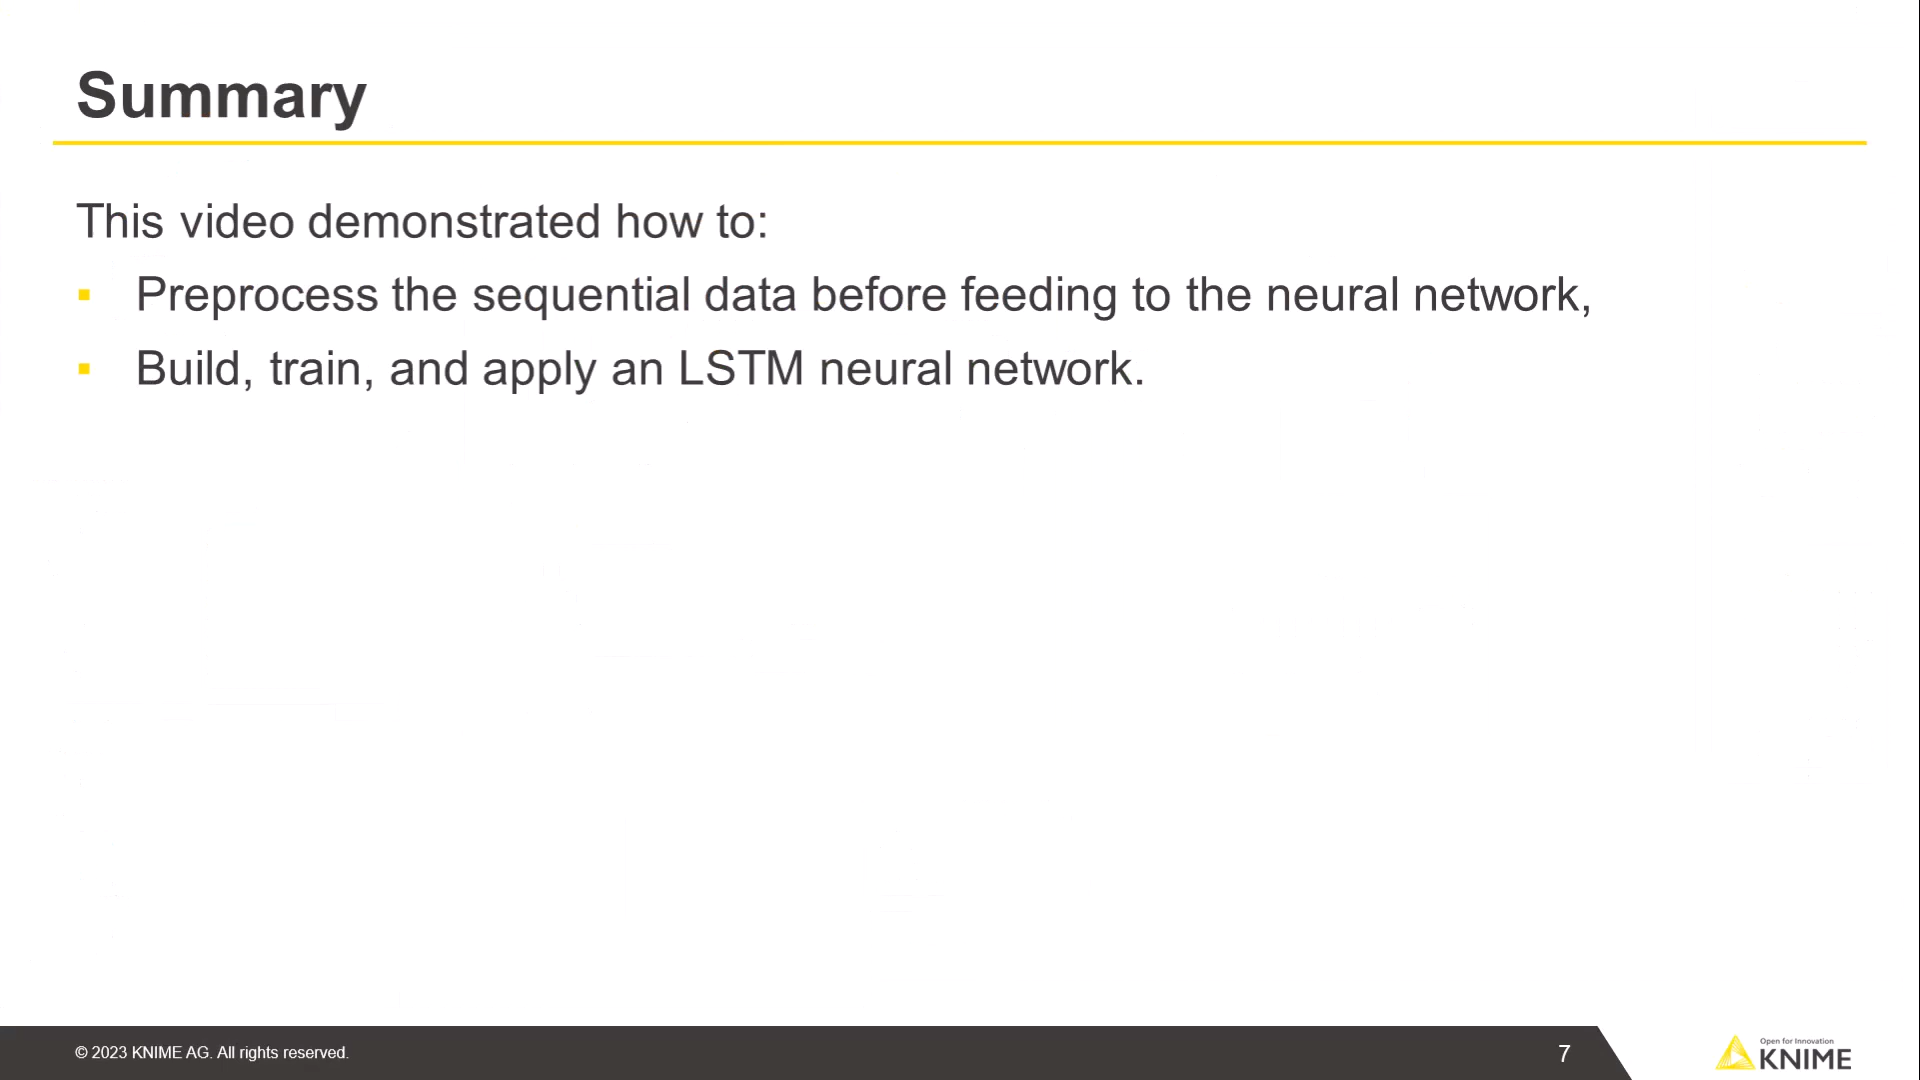 Summary
This video demonstrated how to:
▪ Preprocess the sequential data before feeding to the neural network,
▪ Build, train, and apply an LSTM neural network.
© 2023 KNIME AG. All rights reserved.
7
Open for Innovation
KNIME